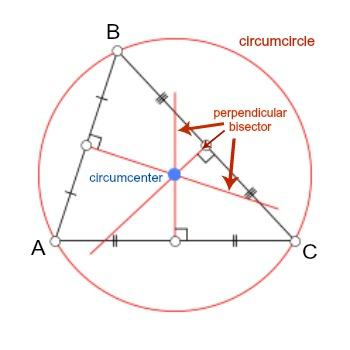 B
circumcircle
perpendicular
bisector
circumcenter
A
C